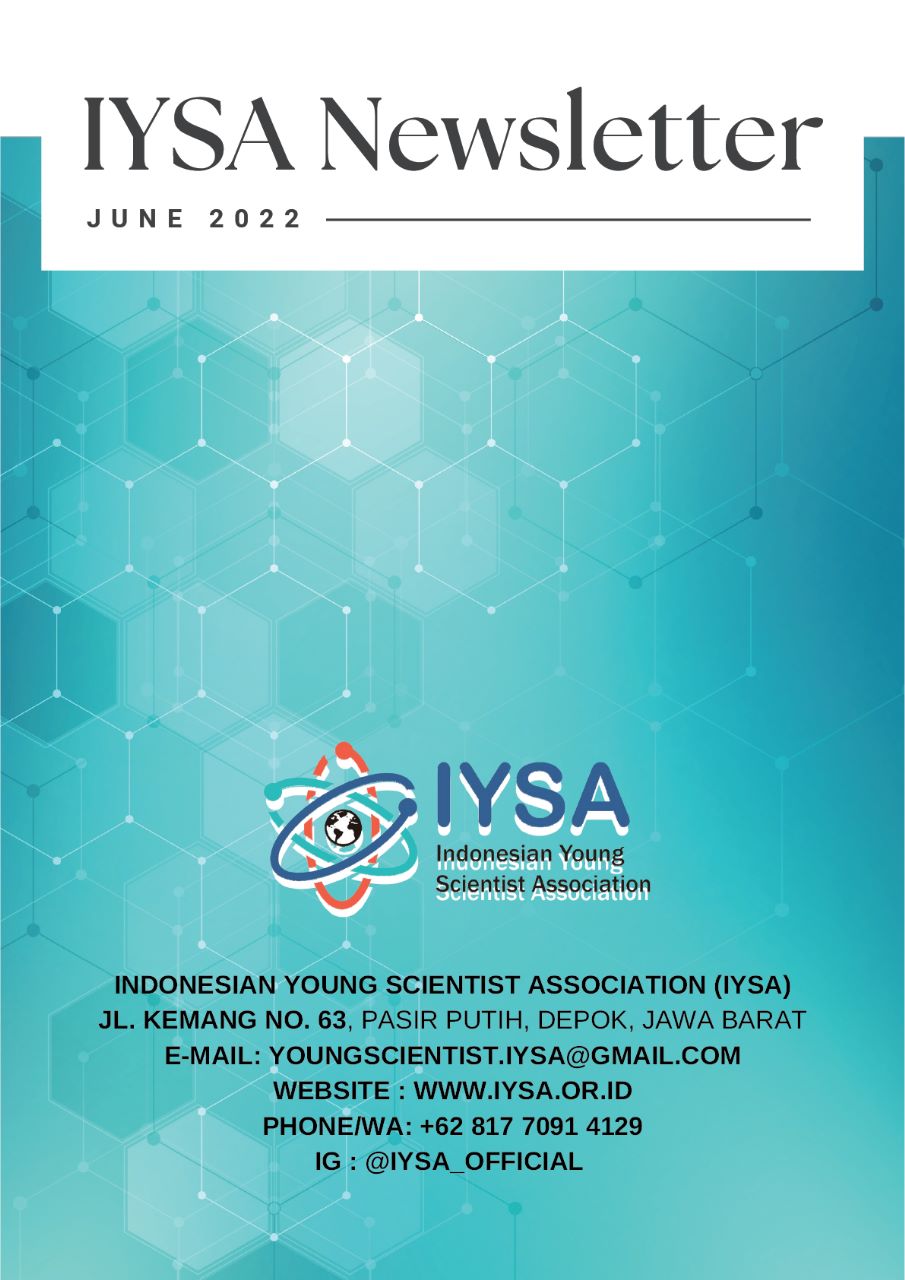 IYSA Newsletter
JUNE 2022
IYSA
Indonesian Young
Scientist Association
INDONESIAN YOUNG SCIENTIST ASSOCIATION (IYSA)
JL. KEMANG NO. 63, PASIR PUTIH, DEPOK, JAWA BARAT
E-MAIL: YOUNGSCIENTIST.IYSA@GMAIL.COM
WEBSITE : WWW.IYSA.OR.ID
PHONE/WA: +62 817 7091 4129
IG : @IYSA_OFFICIAL